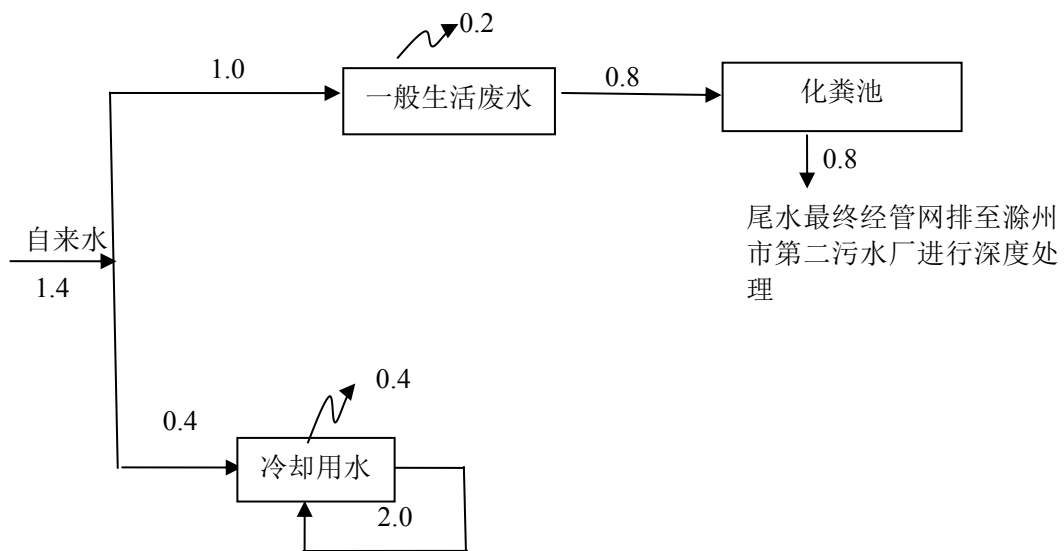 0.2
1.0
一般生活废水
0.8
化粪池
0.8
尾水最终经管网排至滁州
市第二污水厂进行深度处
理
自来水
1.4
0.4
0.4
冷却用水
2.0